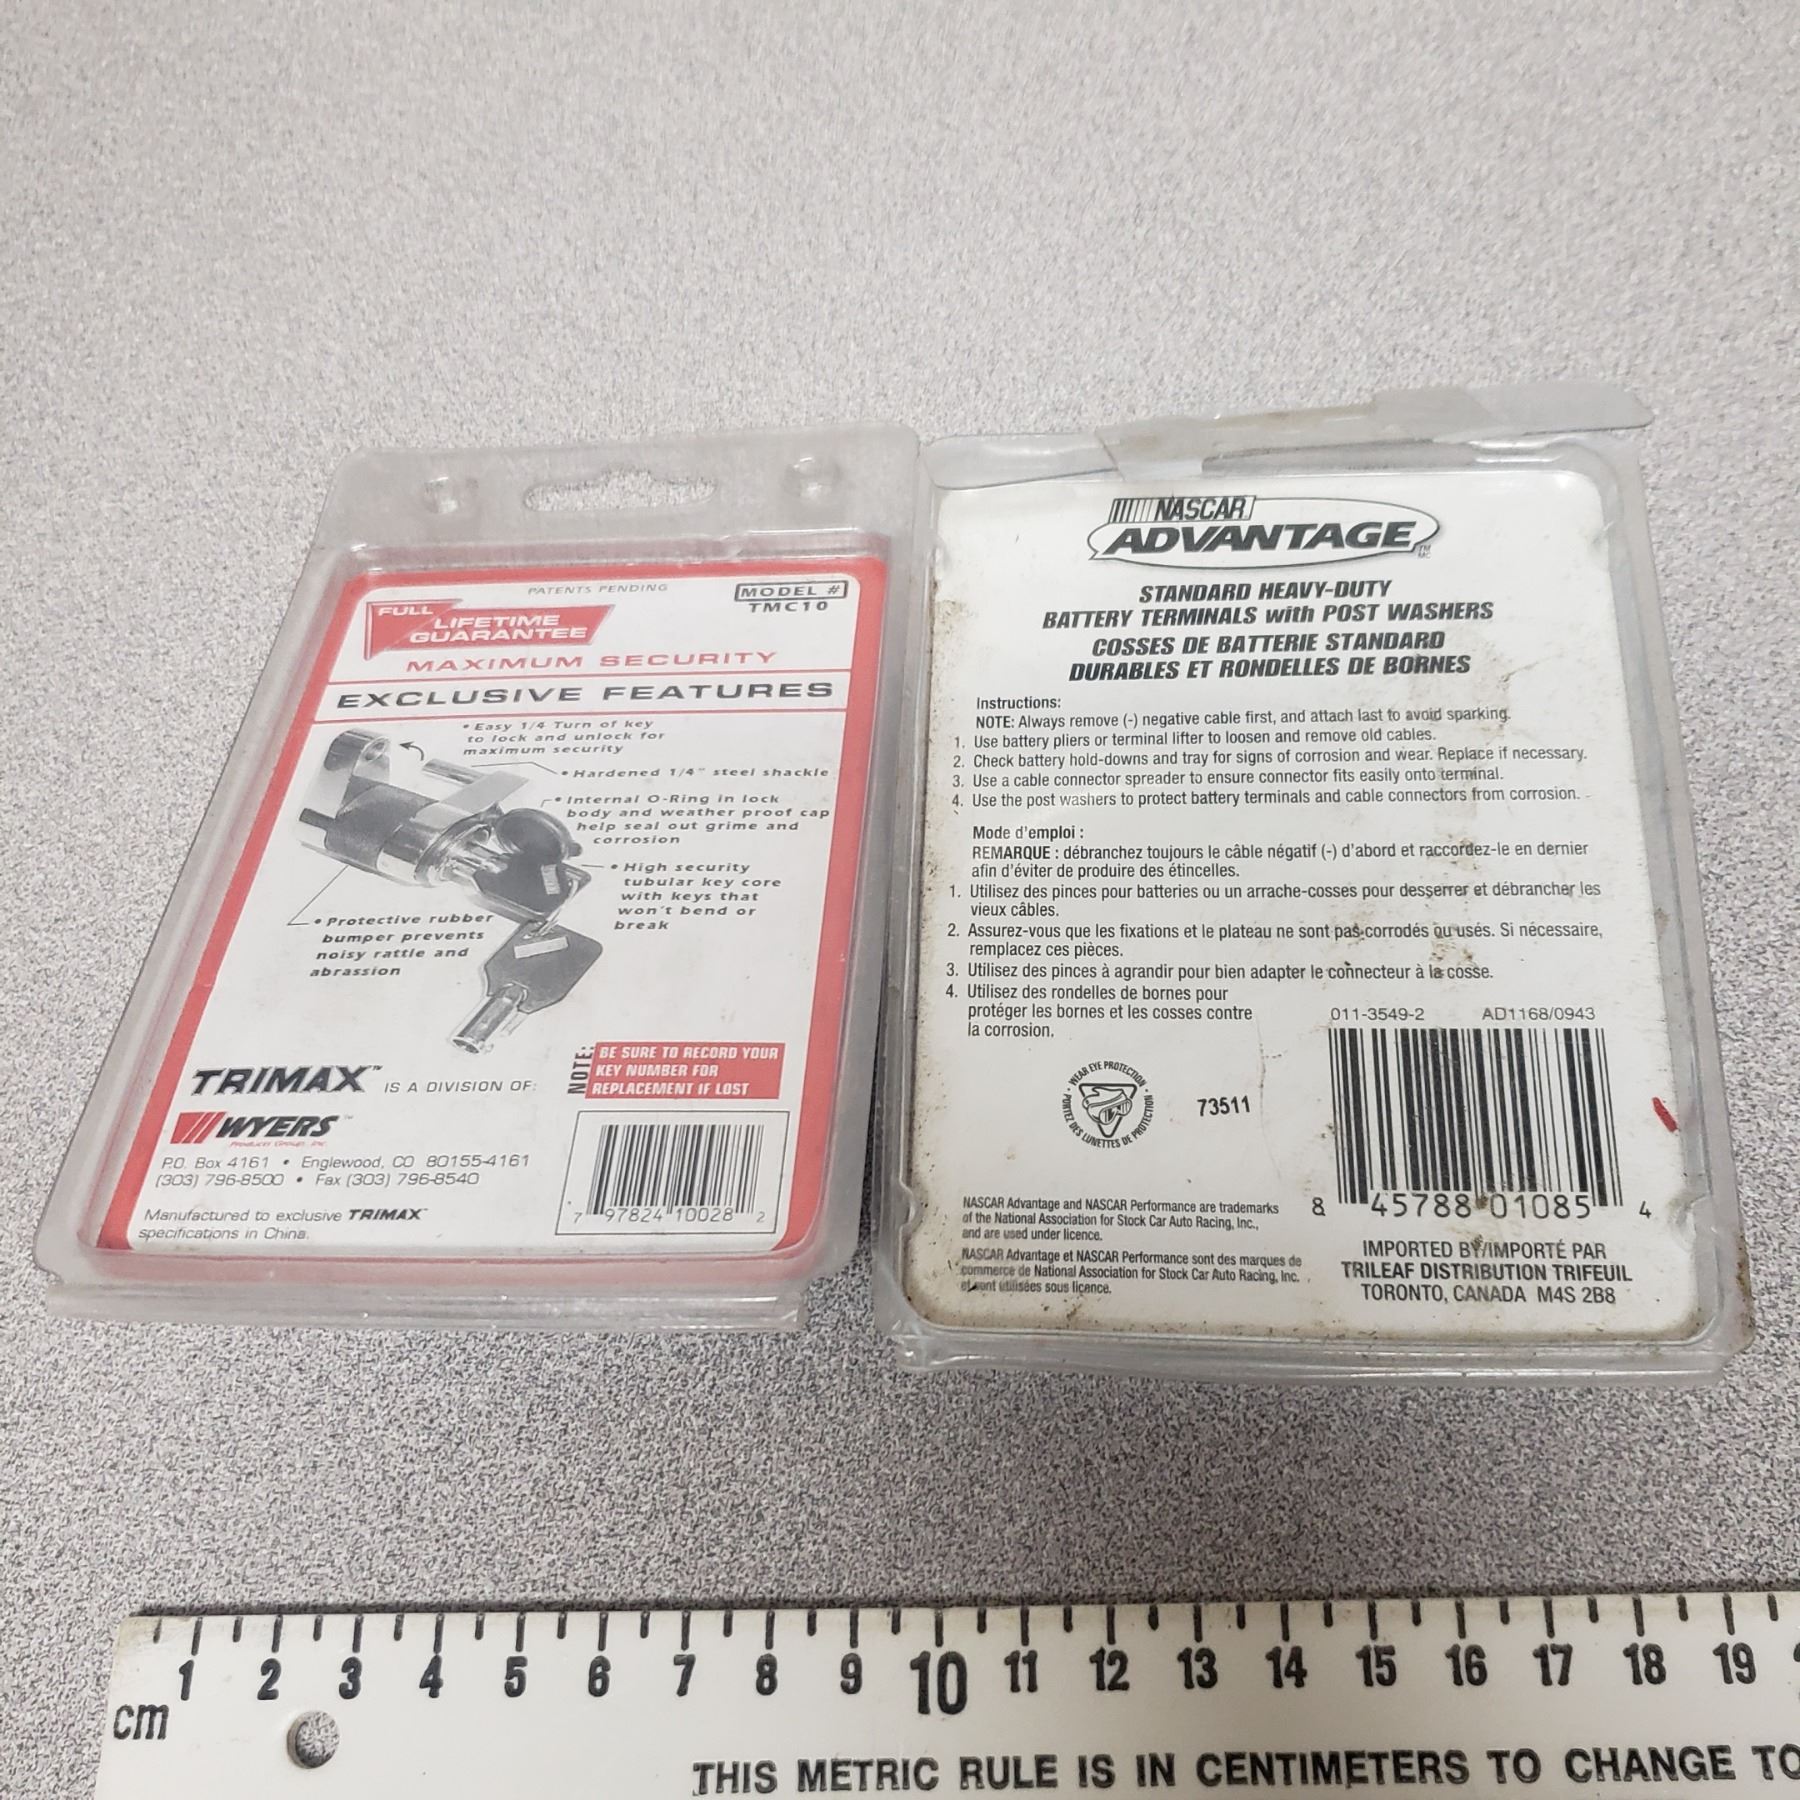 PATENTS PENDING
MODEL #
TMC10
FULL
LIFETIME
GUARANTEE
MAXIMUM SECURITY
EXCLUSIVE FEATURES
• Easy 1/4 Turn of key
to lock and unlock for
maximum security
• Hardened 1/4" steel shackle
• Internal O-Ring in lock
body and weather proof cap
help seal out grime and
corrosion
• High security
tubular key core
with keys that
won't bend or
break
• Protective rubber
bumper prevents
noisy rattle and
abrassion
NOTE:
BE SURE TO RECORD YOUR
KEY NUMBER FOR
REPLACEMENT IF LOST
TRIMAX™ IS A DIVISION OF:
WYERS™
Products Group, Inc.
P.O. Box 4161 • Englewood, CO 80155-4161
(303) 796-8500 • Fax (303) 796-8540
Manufactured to exclusive TRIMAX™
specifications in China.
7 97824 10028 2
NASCAR
ADVANTAGE
TM
MC
STANDARD HEAVY-DUTY
BATTERY TERMINALS with POST WASHERS
COSSES DE BATTERIE STANDARD
DURABLES ET RONDELLES DE BORNES
Instructions:
NOTE: Always remove (-) negative cable first, and attach last to avoid sparking.
1. Use battery pliers or terminal lifter to loosen and remove old cables.
2. Check battery hold-downs and tray for signs of corrosion and wear. Replace if necessary.
3. Use a cable connector spreader to ensure connector fits easily onto terminal.
4. Use the post washers to protect battery terminals and cable connectors from corrosion.
Mode d'emploi :
REMARQUE : débranchez toujours le câble négatif (-) d'abord et raccordez-le en dernier
afin d'éviter de produire des étincelles.
1. Utilisez des pinces pour batteries ou un arrache-cosses pour desserrer et débrancher les
vieux câbles.
2. Assurez-vous que les fixations et le plateau ne sont pas corrodés ou usés. Si nécessaire,
remplacez ces pièces.
3. Utilisez des pinces à agrandir pour bien adapter le connecteur à la cosse.
4. Utilisez des rondelles de bornes pour
protéger les bornes et les cosses contre
la corrosion.
011-3549-2 AD1168/0943
WEAR EYE PROTECTION
PORTEZ DES LUNETTES DE PROTECTION
73511
8 45788 01085 4
NASCAR Advantage and NASCAR Performance are trademarks
of the National Association for Stock Car Auto Racing, Inc.,
and are used under licence.
NASCAR Advantage et NASCAR Performance sont des marques de
commerce de National Association for Stock Car Auto Racing, Inc.
et sont utilisées sous licence.
IMPORTED BY/IMPORTÉ PAR
TRILEAF DISTRIBUTION TRIFEUIL
TORONTO, CANADA M4S 2B8
1 2 3 4 5 6 7 8 9 10 11 12 13 14 15 16 17 18 19
cm
THIS METRIC RULE IS IN CENTIMETERS TO CHANGE TO